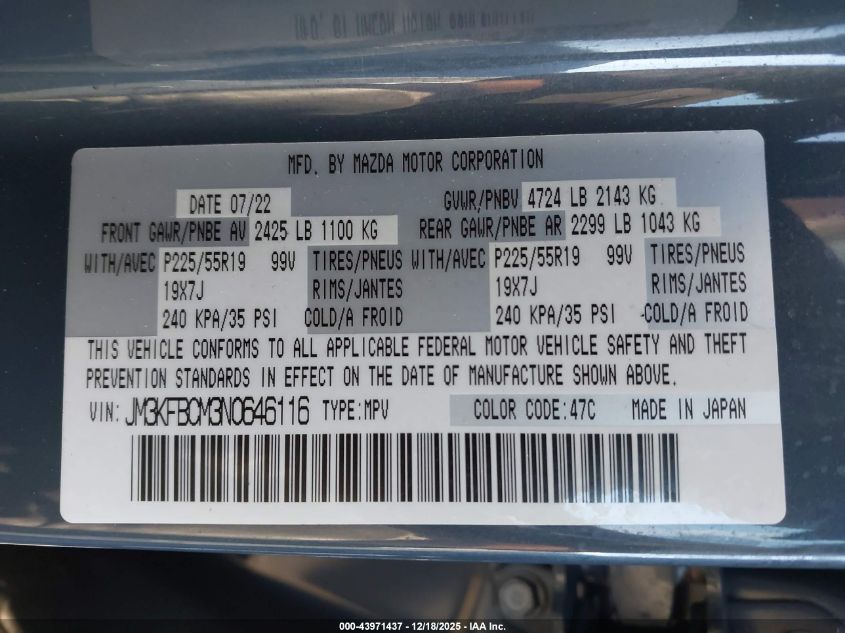 MFD. BY MAZDA MOTOR CORPORATION
DATE 07/22 GVWR/PNBV 4724 LB 2143 KG
FRONT GAWR/PNBE AV 2425 LB 1100 KG REAR GAWR/PNBE AR 2299 LB 1043 KG
WITH/AVEC P225/55R19 99V TIRES/PNEUS WITH/AVEC P225/55R19 99V TIRES/PNEUS
19X7J RIMS/JANTES 19X7J RIMS/JANTES
240 KPA/35 PSI COLD/A FROID 240 KPA/35 PSI COLD/A FROID
THIS VEHICLE CONFORMS TO ALL APPLICABLE FEDERAL MOTOR VEHICLE SAFETY AND THEFT
PREVENTION STANDARDS IN EFFECT ON THE DATE OF MANUFACTURE SHOWN ABOVE.
VIN: JM3KFBCM3N0646116 TYPE:MPV COLOR CODE:47C MADE IN JAPAN
000-43971437 - 12/18/2025 - IAA Inc.